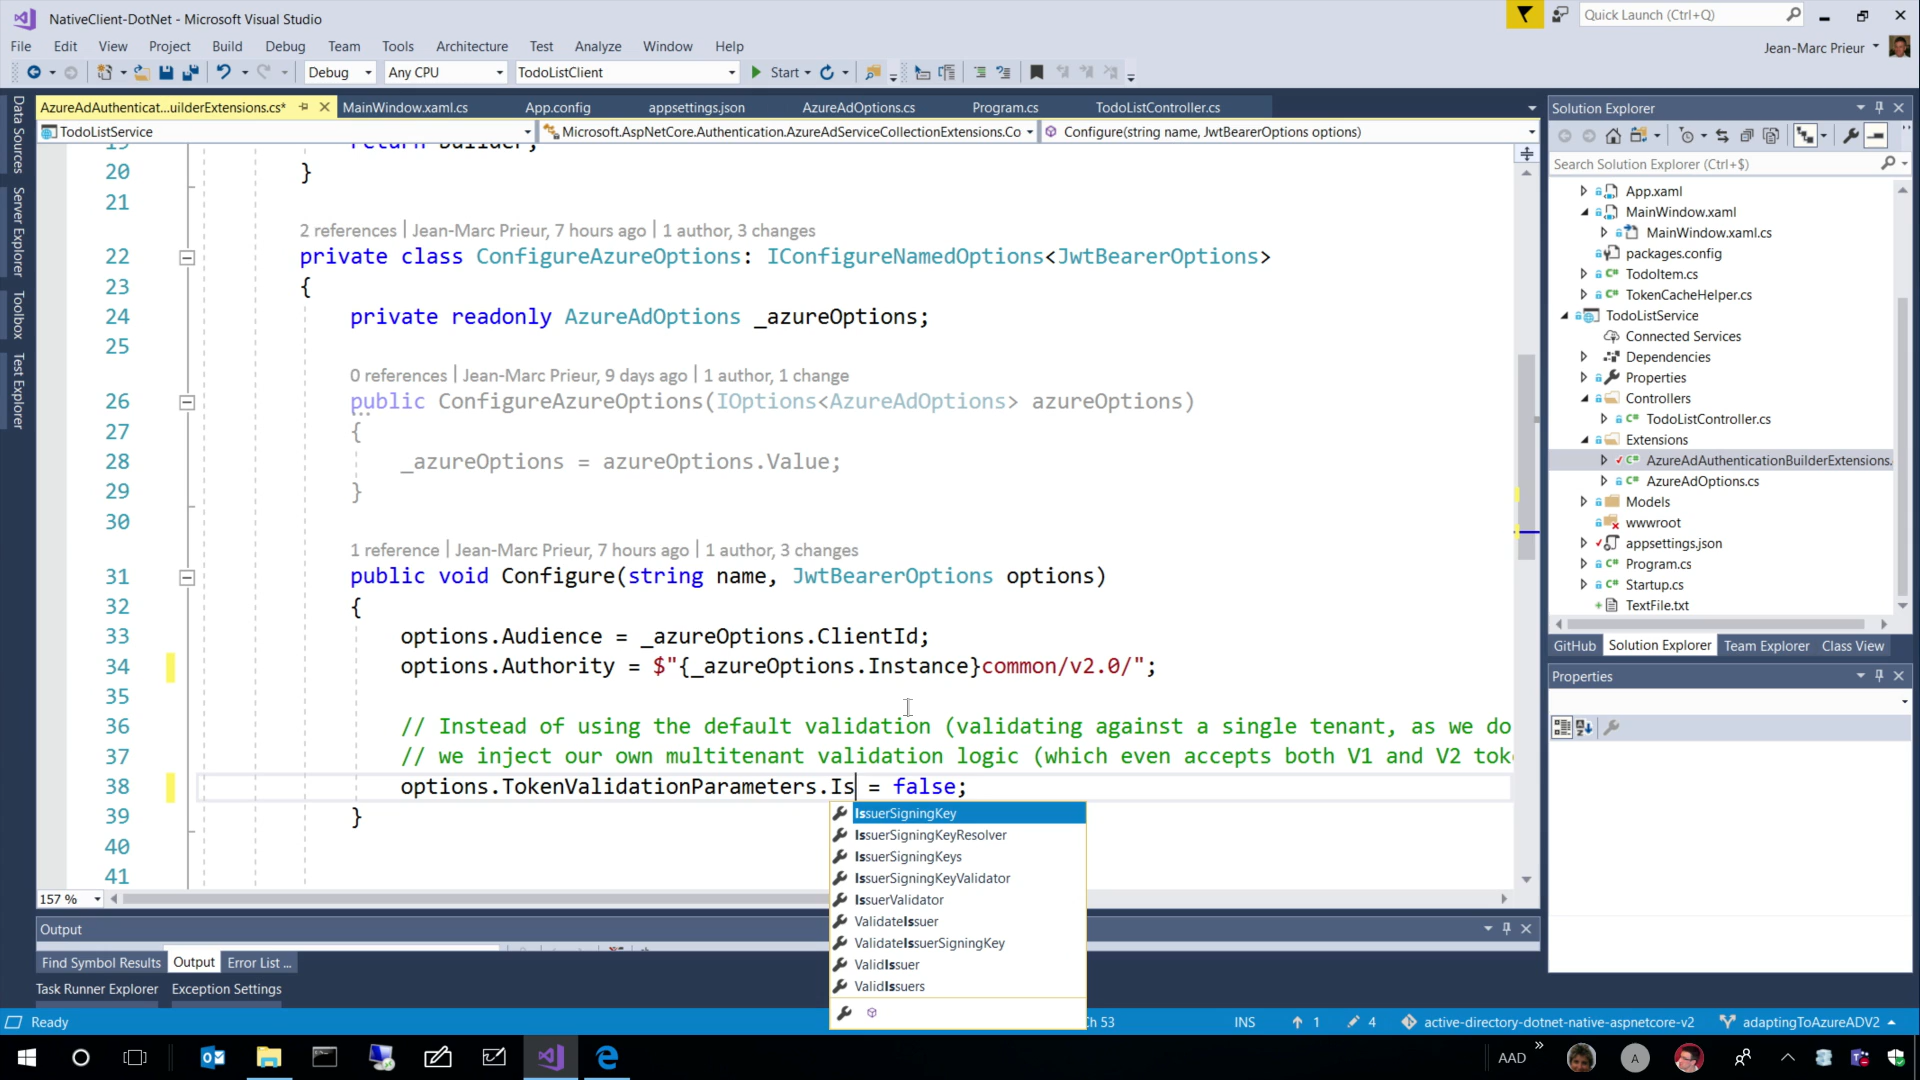 NativeClient-DotNet - Microsoft Visual Studio
Quick Launch (Ctrl+Q)
File Edit View Project Build Debug Team Tools Architecture Test Analyze Window Help
Jean-Marc Prieur
Debug Any CPU TodoListClient Start
AzureAdAuthenticat...uilderExtensions.cs* MainWindow.xaml.cs App.config appsettings.json AzureAdOptions.cs Program.cs TodoListController.cs
TodoListService Microsoft.AspNetCore.Authentication.AzureAdServiceCollectionExtensions.Co Configure(string name, JwtBearerOptions options)
Data Sources
Server Explorer
Toolbox
Test Explorer
19 return builder;
20 }
21
2 references | Jean-Marc Prieur, 7 hours ago | 1 author, 3 changes
22 private class ConfigureAzureOptions: IConfigureNamedOptions<JwtBearerOptions>
23 {
24 private readonly AzureAdOptions _azureOptions;
25
0 references | Jean-Marc Prieur, 9 days ago | 1 author, 1 change
26 public ConfigureAzureOptions(IOptions<AzureAdOptions> azureOptions)
27 {
28 _azureOptions = azureOptions.Value;
29 }
30
1 reference | Jean-Marc Prieur, 7 hours ago | 1 author, 3 changes
31 public void Configure(string name, JwtBearerOptions options)
32 {
33 options.Audience = _azureOptions.ClientId;
34 options.Authority = $"{_azureOptions.Instance}common/v2.0/";
35
36 // Instead of using the default validation (validating against a single tenant, as we do
37 // we inject our own multitenant validation logic (which even accepts both V1 and V2 tok
38 options.TokenValidationParameters.Is = false;
39 }
40
41
IssuerSigningKey
IssuerSigningKeyResolver
IssuerSigningKeys
IssuerSigningKeyValidator
IssuerValidator
ValidateIssuer
ValidateIssuerSigningKey
ValidIssuer
ValidIssuers
157 %
Output
Find Symbol Results Output Error List ...
Task Runner Explorer Exception Settings
Solution Explorer
Search Solution Explorer (Ctrl+$)
App.xaml
MainWindow.xaml
MainWindow.xaml.cs
packages.config
TodoItem.cs
TokenCacheHelper.cs
TodoListService
Connected Services
Dependencies
Properties
Controllers
TodoListController.cs
Extensions
AzureAdAuthenticationBuilderExtensions.
AzureAdOptions.cs
Models
wwwroot
appsettings.json
Program.cs
Startup.cs
TextFile.txt
GitHub Solution Explorer Team Explorer Class View
Properties
Ready Ch 53 INS 1 4 active-directory-dotnet-native-aspnetcore-v2 adaptingToAzureADV2
AAD A